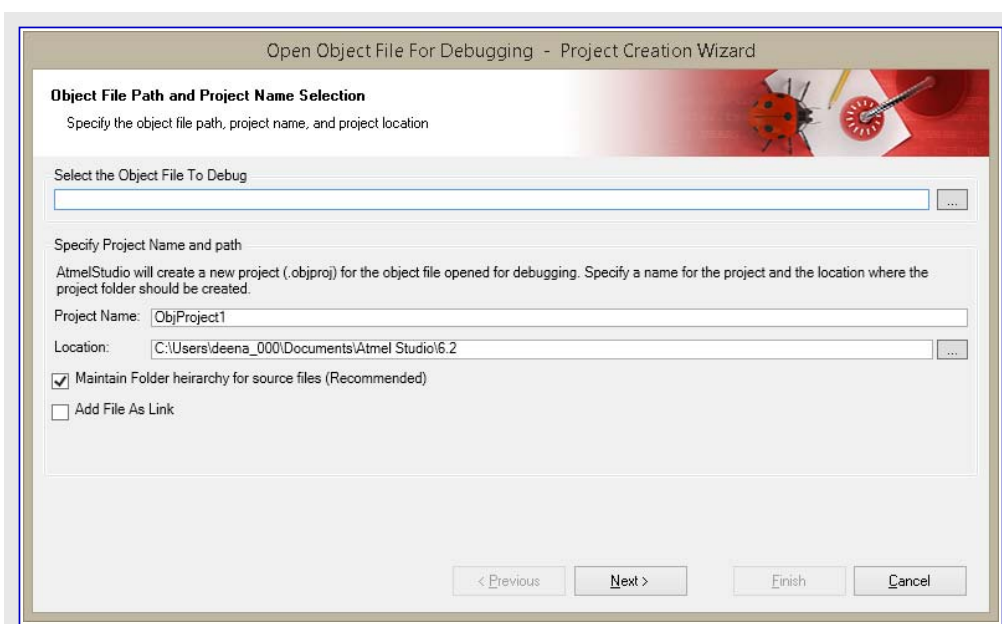 Open Object File For Debugging - Project Creation Wizard
Object File Path and Project Name Selection
Specify the object file path, project name, and project location
Select the Object File To Debug
...
Specify Project Name and path
AtmelStudio will create a new project (.objproj) for the object file opened for debugging. Specify a name for the project and the location where the
project folder should be created.
Project Name: ObjProject1
Location: C:\Users\deena_000\Documents\Atmel Studio\6.2 ...
Maintain Folder heirarchy for source files (Recommended)
Add File As Link
< Previous Next > Finish Cancel